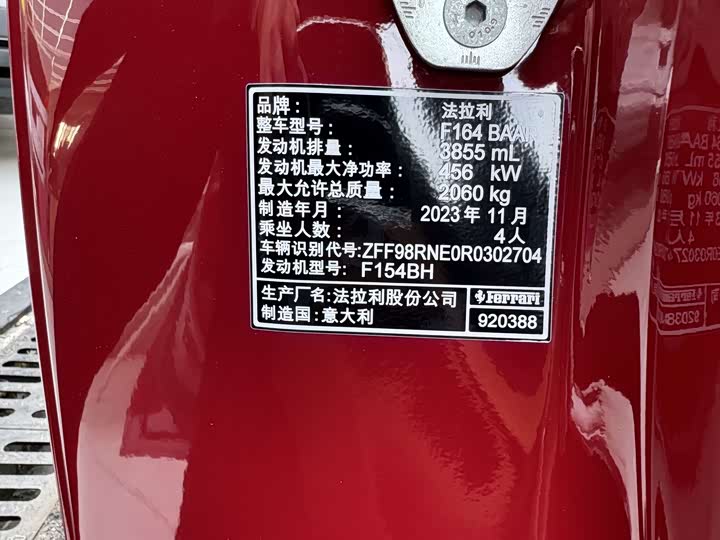 品牌： 法拉利
整车型号： F164 BAA
发动机排量： 3855 mL
发动机最大净功率： 456 kW
最大允许总质量： 2060 kg
制造年月： 2023年11月
乘坐人数： 4人
车辆识别代号:ZFF98RNE0R0302704
发动机型号: F154BH
生产厂名:法拉利股份公司
Ferrari
制造国:意大利
920388